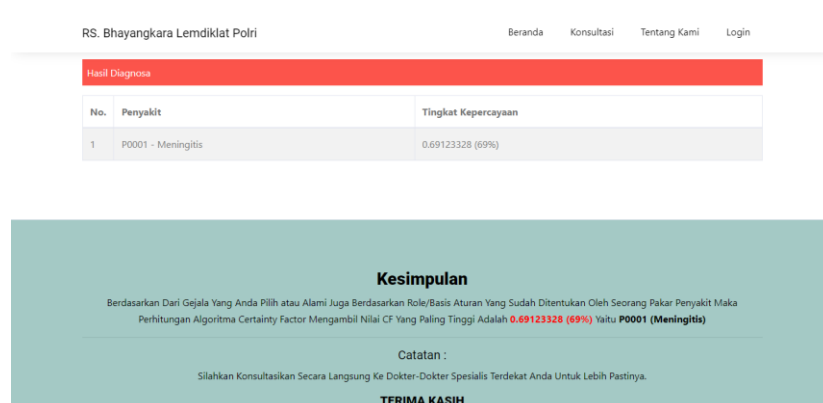 RS. Bhayangkara Lemdiklat Polri Beranda Konsultasi Tentang Kami Login
Hasil Diagnosa
No. Penyakit Tingkat Kepercayaan
1 P0001 - Meningitis 0.69123328 (69%)
Kesimpulan
Berdasarkan Dari Gejala Yang Anda Pilih atau Alami Juga Berdasarkan Role/Basis Aturan Yang Sudah Ditentukan Oleh Seorang Pakar Penyakit Maka
Perhitungan Algoritma Certainty Factor Mengambil Nilai CF Yang Paling Tinggi Adalah 0.69123328 (69%) Yaitu P0001 (Meningitis)
Catatan :
Silahkan Konsultasikan Secara Langsung Ke Dokter-Dokter Spesialis Terdekat Anda Untuk Lebih Pastinya.
TERIMA KASIH